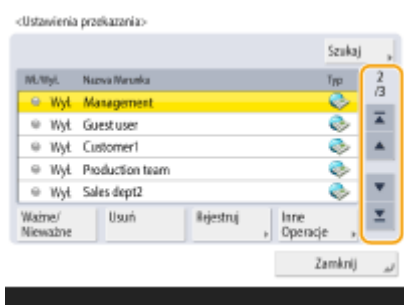 <Ustawienia przekazania>
Szukaj
Wł./Wył. Nazwa Warunku Typ 2
/3
Wył. Management
Wył. Guest user
Wył. Customer1
Wył. Production team
Wył. Sales dept2
Ważne/ Usuń Rejestruj Inne
Nieważne Operacje
Zamknij